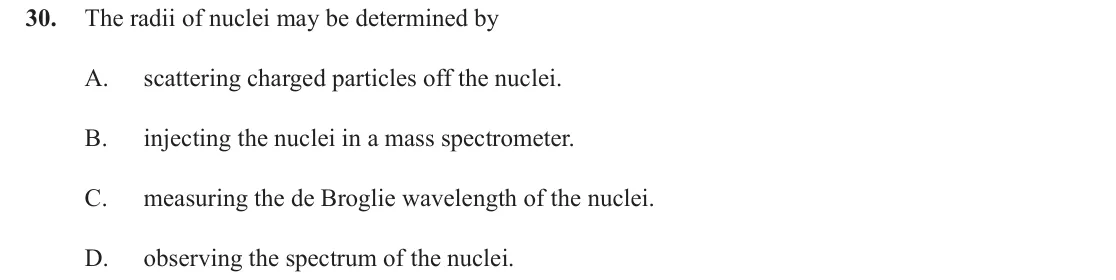 30. The radii of nuclei may be determined by
A. scattering charged particles off the nuclei.
B. injecting the nuclei in a mass spectrometer.
C. measuring the de Broglie wavelength of the nuclei.
D. observing the spectrum of the nuclei.